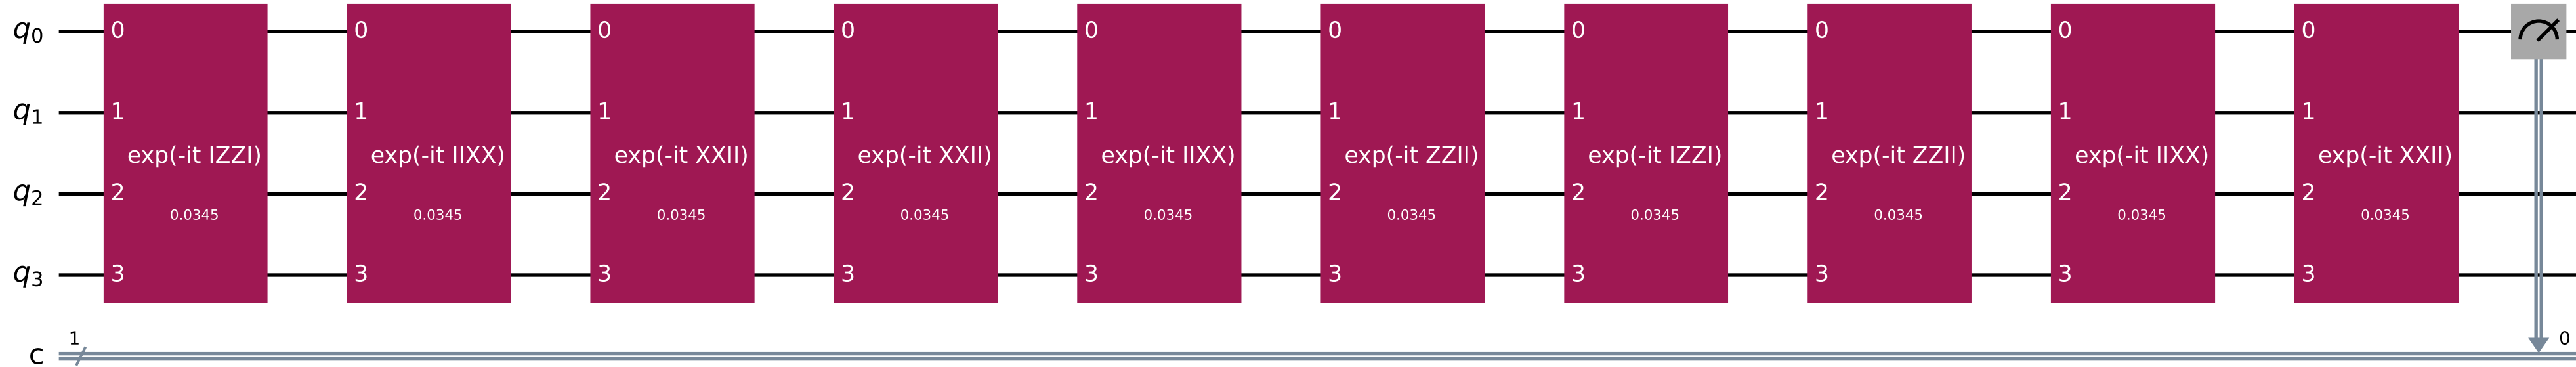 q0 0 0 0 0 0 0 0 0 0 0
q1 1 1 1 1 1 1 1 1 1 1
exp(-it IZZI) exp(-it IIXX) exp(-it XXII) exp(-it XXII) exp(-it IIXX) exp(-it ZZII) exp(-it IZZI) exp(-it ZZII) exp(-it IIXX) exp(-it XXII)
q2 2 2 2 2 2 2 2 2 2 2
0.0345 0.0345 0.0345 0.0345 0.0345 0.0345 0.0345 0.0345 0.0345 0.0345
q3 3 3 3 3 3 3 3 3 3 3
1 0
c